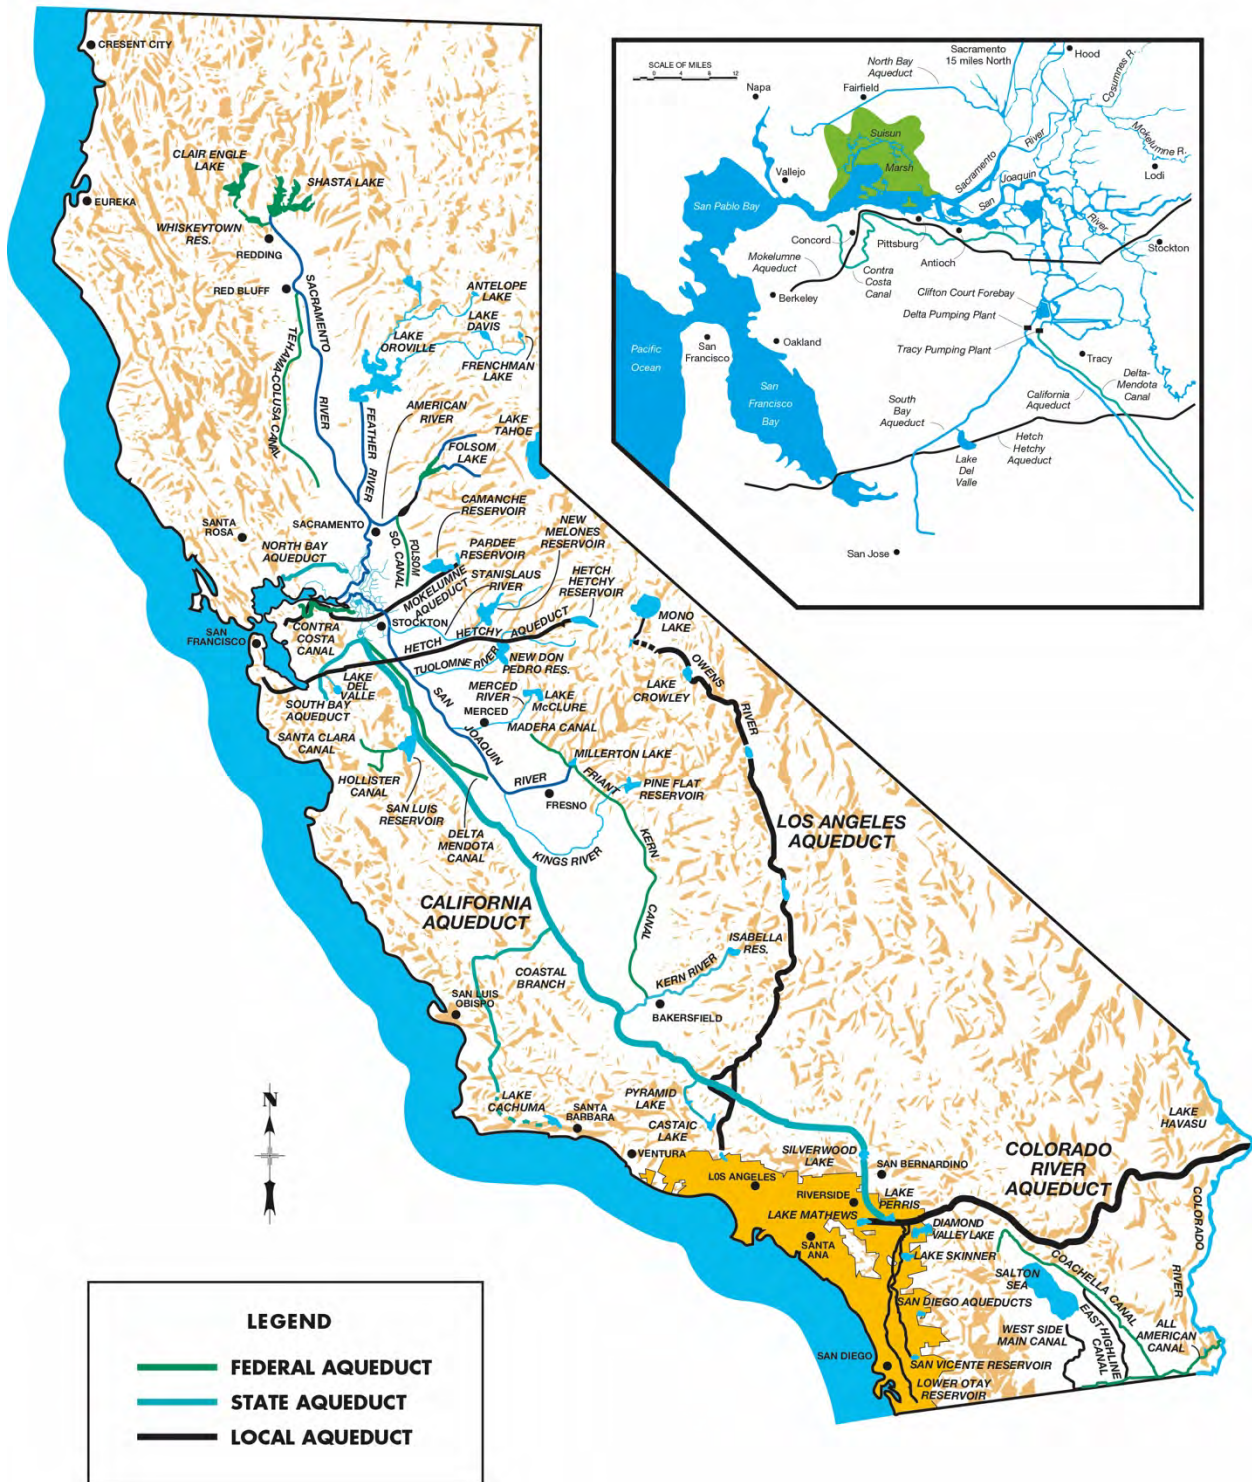 CRESENT CITY
CLAIR ENGLE
LAKE
SHASTA LAKE
EUREKA
WHISKEYTOWN
RES.
REDDING
RED BLUFF
SACRAMENTO
RIVER
TEHAMA-COLUSA CANAL
ANTELOPE
LAKE
LAKE
DAVIS
LAKE
OROVILLE
FRENCHMAN
LAKE
FEATHER RIVER
AMERICAN
RIVER
LAKE
TAHOE
FOLSOM
LAKE
SANTA
ROSA
SACRAMENTO
NORTH BAY
AQUEDUCT
FOLSOM
SO. CANAL
CAMANCHE
RESERVOIR
NEW
MELONES
RESERVOIR
PARDEE
RESERVOIR
MOKELUMNE
AQUEDUCT
STANISLAUS
RIVER
HETCH
HETCHY
RESERVOIR
SAN
FRANCISCO
CONTRA
COSTA
CANAL
STOCKTON
HETCH HETCHY AQUEDUCT
MONO
LAKE
TUOLOMNE RIVER
NEW DON
PEDRO RES.
LAKE
DEL
VALLE
SOUTH BAY
AQUEDUCT
SAN
JOAQUIN
RIVER
MERCED
RIVER
LAKE
McCLURE
MERCED
LAKE
CROWLEY
OWENS
RIVER
SANTA CLARA
CANAL
MADERA CANAL
MILLERTON LAKE
HOLLISTER
CANAL
SAN LUIS
RESERVOIR
FRIANT
KERN
CANAL
PINE FLAT
RESERVOIR
FRESNO
DELTA
MENDOTA
CANAL
KINGS RIVER
LOS ANGELES
AQUEDUCT
CALIFORNIA
AQUEDUCT
ISABELLA
RES.
COASTAL
BRANCH
KERN RIVER
SAN LUIS
OBISPO
BAKERSFIELD
N
LAKE
CACHUMA
SANTA
BARBARA
PYRAMID
LAKE
CASTAIC
LAKE
VENTURA
SILVERWOOD
LAKE
SAN BERNARDINO
LAKE
HAVASU
COLORADO
RIVER
AQUEDUCT
LOS ANGELES
RIVERSIDE
LAKE
PERRIS
LAKE MATHEWS
DIAMOND
VALLEY LAKE
SANTA
ANA
LAKE SKINNER
COLORADO
RIVER
SALTON
SEA
COACHELLA CANAL
SAN DIEGO AQUEDUCTS
WEST SIDE
MAIN CANAL
EAST HIGHLINE
CANAL
ALL
AMERICAN
CANAL
SAN DIEGO
SAN VICENTE RESERVOIR
LOWER OTAY
RESERVOIR
LEGEND
FEDERAL AQUEDUCT
STATE AQUEDUCT
LOCAL AQUEDUCT
SCALE OF MILES
0 4 8 12
North Bay
Aqueduct
Sacramento
15 miles North
Hood
Cosumnes R.
Napa
Fairfield
Suisun
Marsh
Sacramento
River
Mokelumne R.
Lodi
Vallejo
San Pablo Bay
San
Joaquin
River
Concord
Pittsburg
Antioch
Stockton
Mokelumne
Aqueduct
Contra
Costa
Canal
Berkeley
Clifton Court Forebay
Delta Pumping Plant
Tracy Pumping Plant
Pacific
Ocean
San
Francisco
Oakland
Tracy
San
Francisco
Bay
South
Bay
Aqueduct
California
Aqueduct
Delta-
Mendota
Canal
Lake
Del
Valle
Hetch
Hetchy
Aqueduct
San Jose